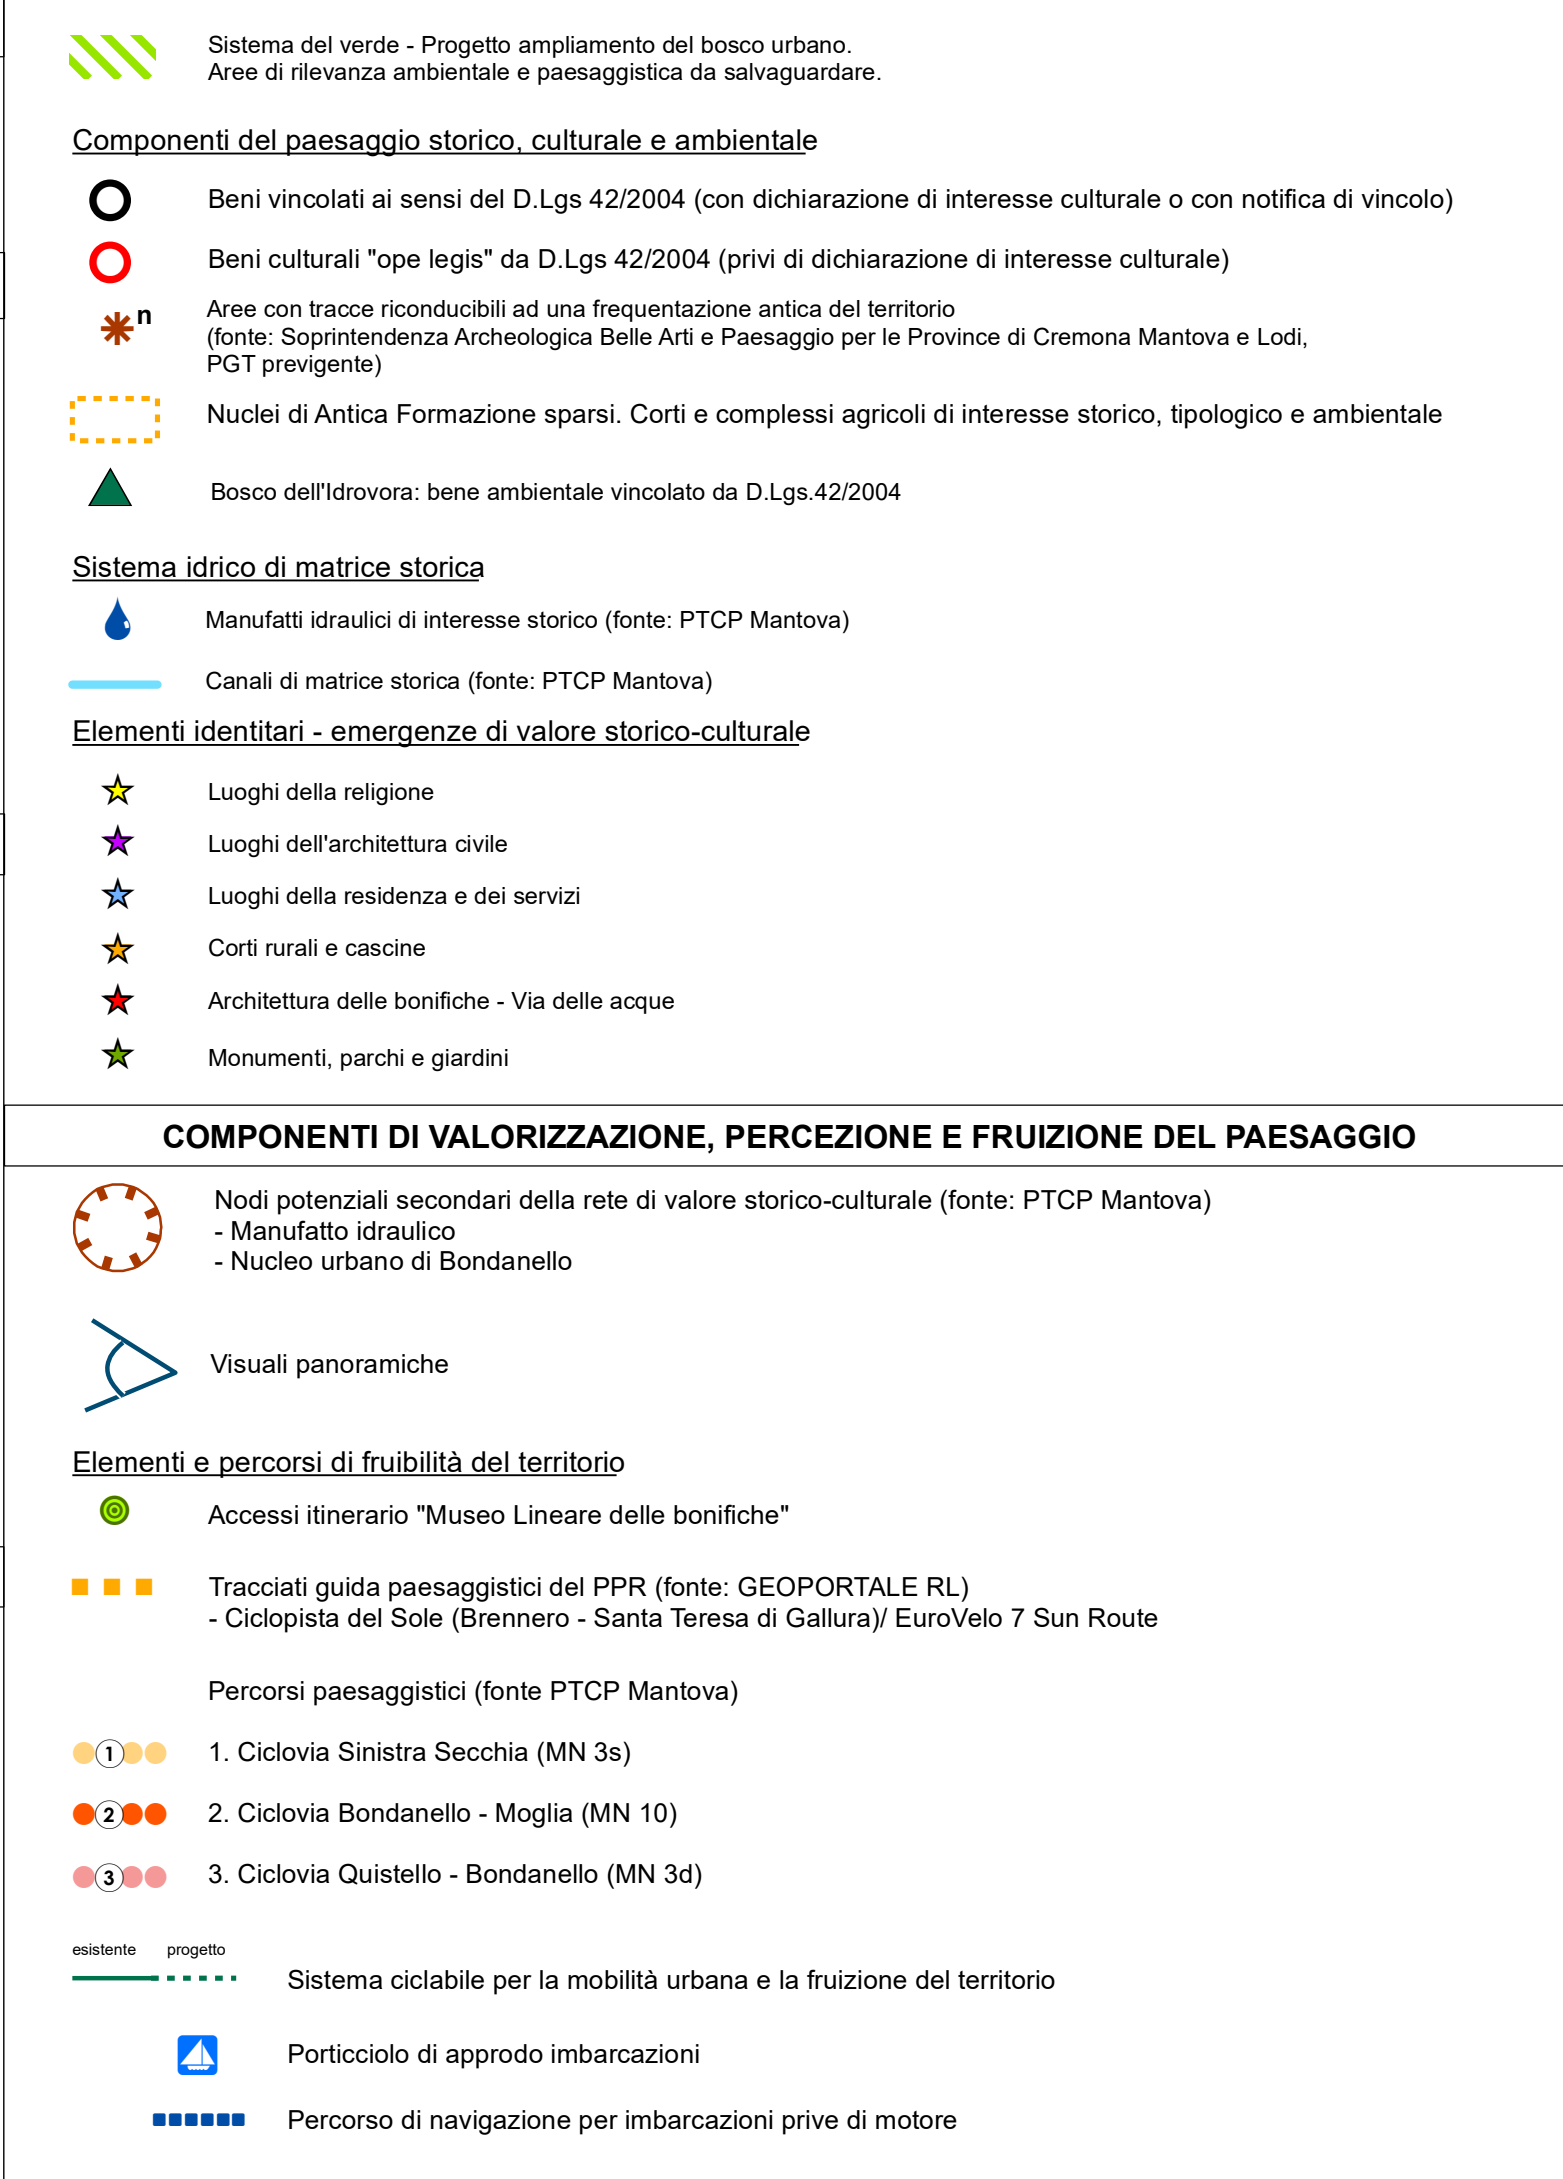 Sistema del verde - Progetto ampliamento del bosco urbano.
Aree di rilevanza ambientale e paesaggistica da salvaguardare.
Componenti del paesaggio storico, culturale e ambientale
Beni vincolati ai sensi del D.Lgs 42/2004 (con dichiarazione di interesse culturale o con notifica di vincolo)
Beni culturali "ope legis" da D.Lgs 42/2004 (privi di dichiarazione di interesse culturale)
n
Aree con tracce riconducibili ad una frequentazione antica del territorio
(fonte: Soprintendenza Archeologica Belle Arti e Paesaggio per le Province di Cremona Mantova e Lodi,
PGT previgente)
Nuclei di Antica Formazione sparsi. Corti e complessi agricoli di interesse storico, tipologico e ambientale
Bosco dell'Idrovora: bene ambientale vincolato da D.Lgs.42/2004
Sistema idrico di matrice storica
Manufatti idraulici di interesse storico (fonte: PTCP Mantova)
Canali di matrice storica (fonte: PTCP Mantova)
Elementi identitari - emergenze di valore storico-culturale
Luoghi della religione
Luoghi dell'architettura civile
Luoghi della residenza e dei servizi
Corti rurali e cascine
Architettura delle bonifiche - Via delle acque
Monumenti, parchi e giardini
COMPONENTI DI VALORIZZAZIONE, PERCEZIONE E FRUIZIONE DEL PAESAGGIO
Nodi potenziali secondari della rete di valore storico-culturale (fonte: PTCP Mantova)
- Manufatto idraulico
- Nucleo urbano di Bondanello
Visuali panoramiche
Elementi e percorsi di fruibilità del territorio
Accessi itinerario "Museo Lineare delle bonifiche"
Tracciati guida paesaggistici del PPR (fonte: GEOPORTALE RL)
- Ciclopista del Sole (Brennero - Santa Teresa di Gallura)/ EuroVelo 7 Sun Route
Percorsi paesaggistici (fonte PTCP Mantova)
1 1. Ciclovia Sinistra Secchia (MN 3s)
2 2. Ciclovia Bondanello - Moglia (MN 10)
3 3. Ciclovia Quistello - Bondanello (MN 3d)
esistente progetto
Sistema ciclabile per la mobilità urbana e la fruizione del territorio
Porticciolo di approdo imbarcazioni
Percorso di navigazione per imbarcazioni prive di motore